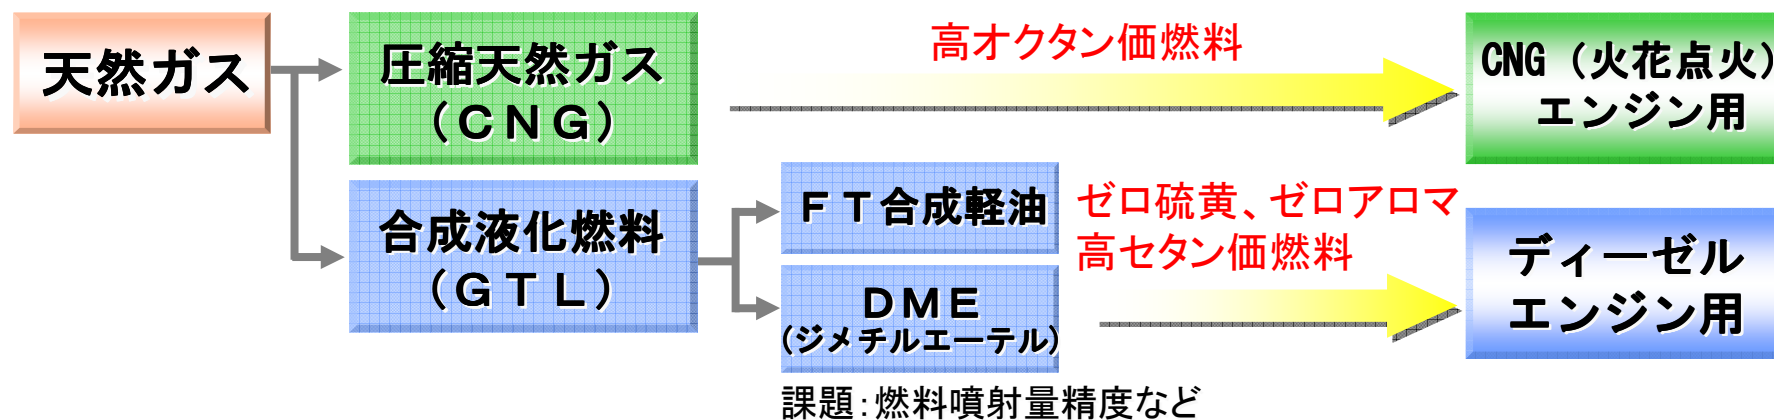 天然ガス
圧縮天然ガス
(ＣＮＧ)
高オクタン価燃料
CNG（火花点火）
エンジン用
合成液化燃料
(ＧＴＬ)
ＦＴ合成軽油
ＤＭＥ
(ジメチルエーテル)
課題：燃料噴射量精度など
ゼロ硫黄、ゼロアロマ
高セタン価燃料
ディーゼル
エンジン用